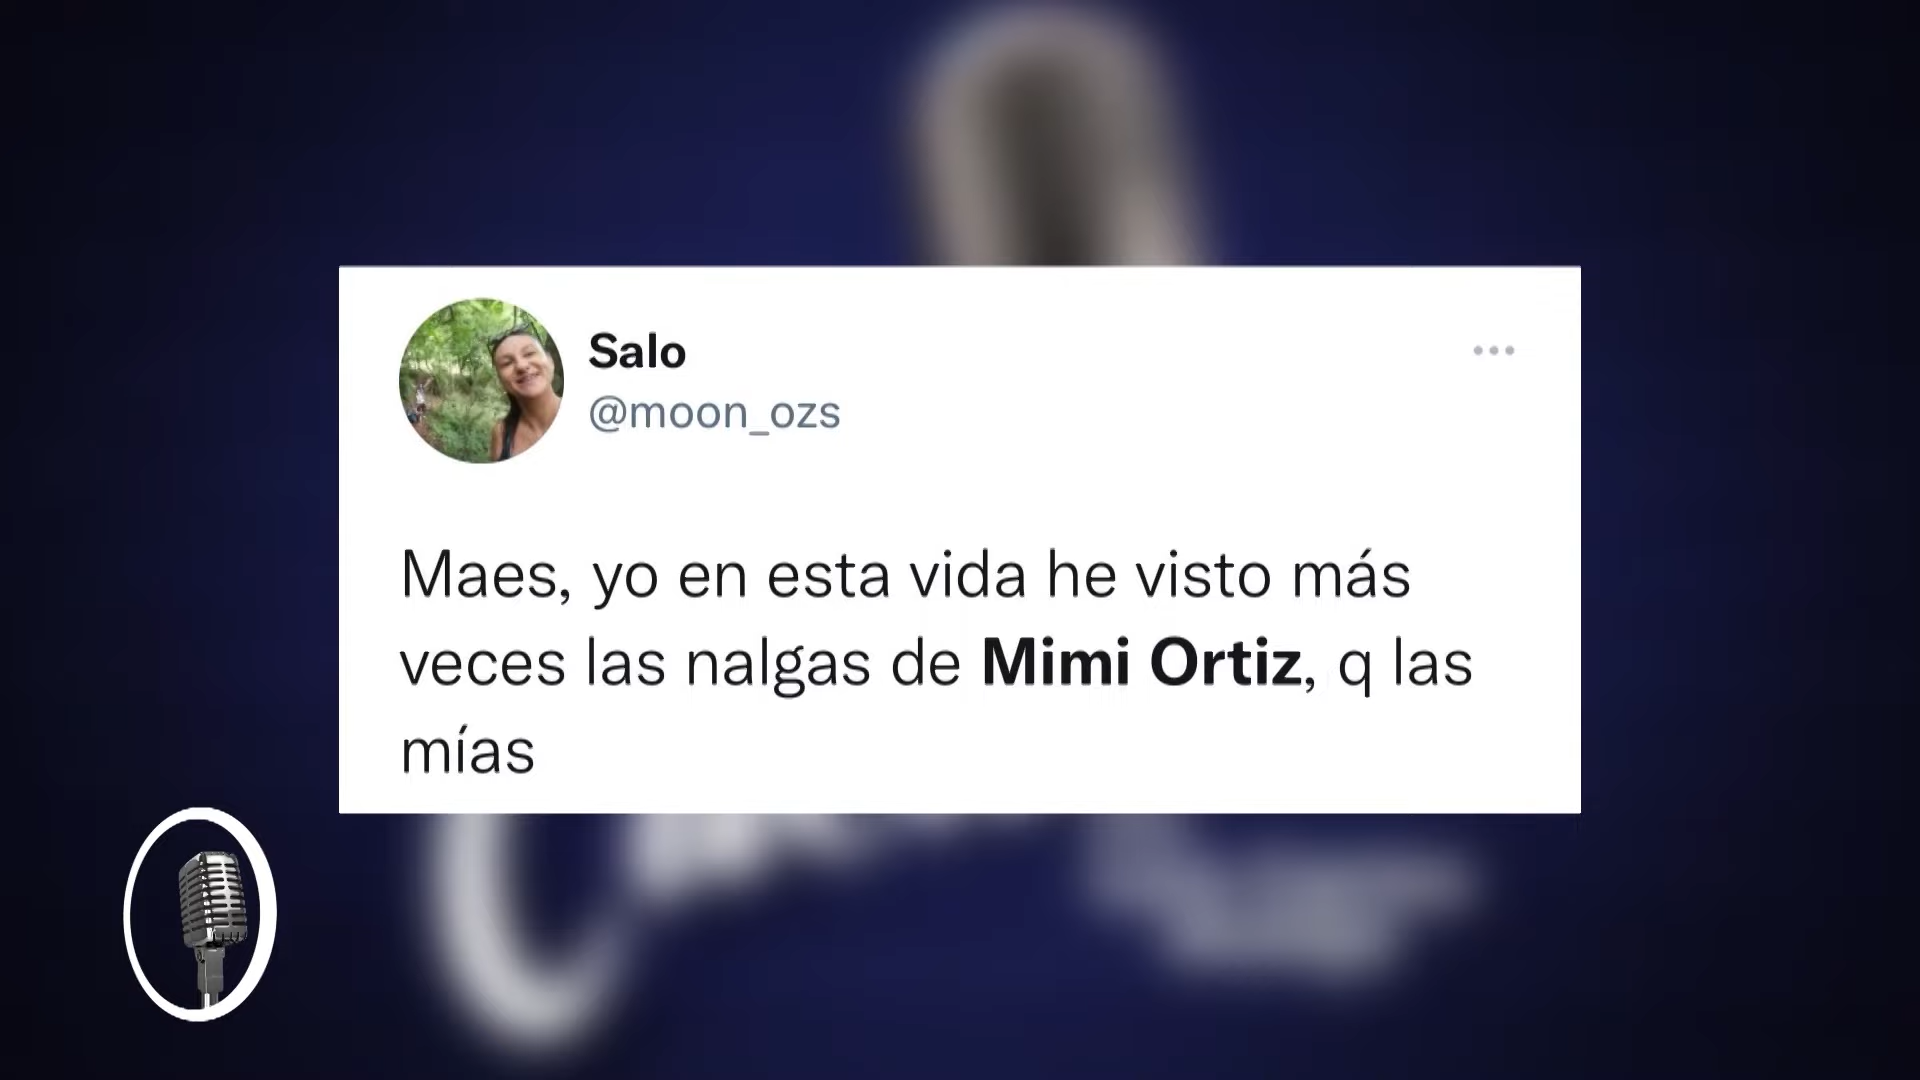 Salo
@moon_ozs
Maes, yo en esta vida he visto más
veces las nalgas de Mimi Ortiz, q las
mías